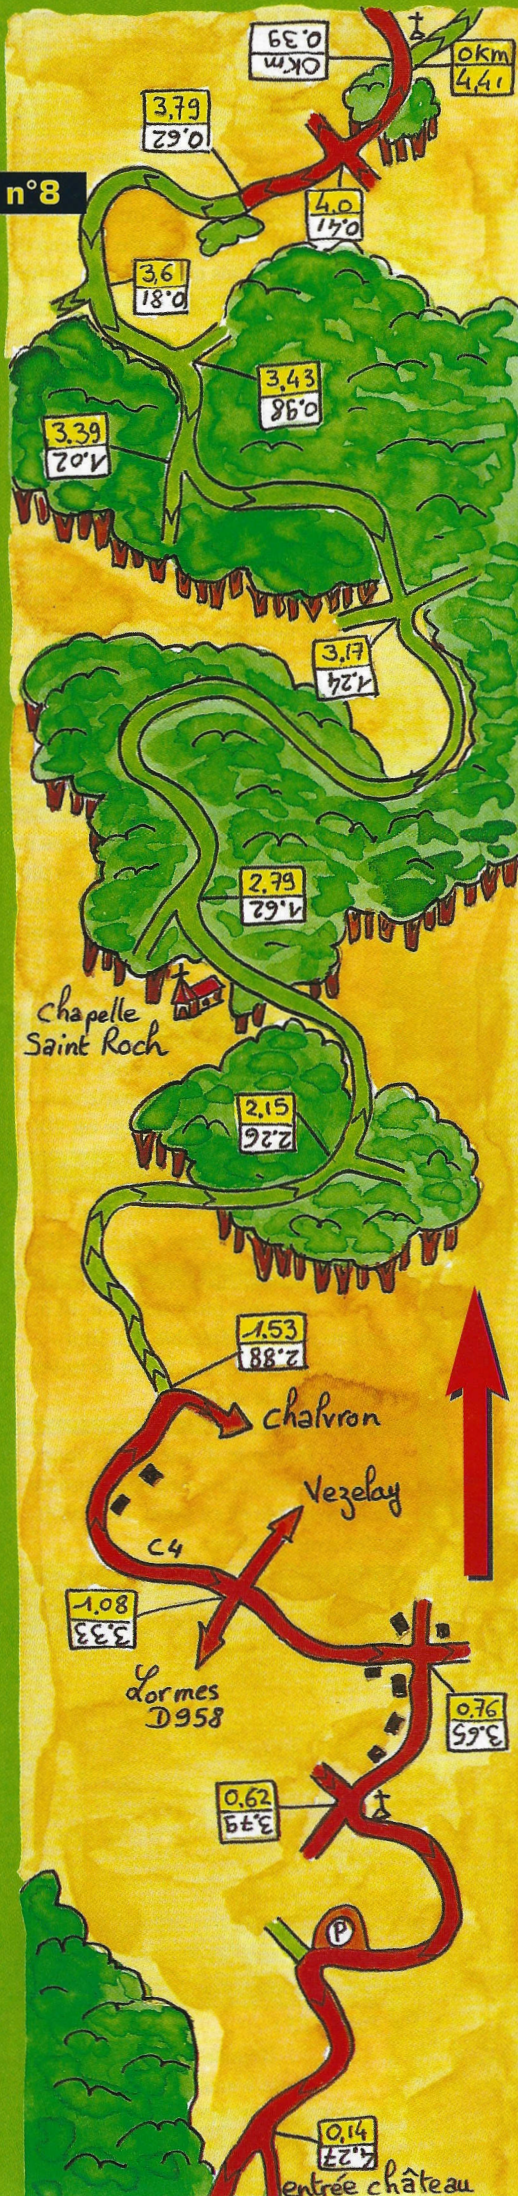 0.39
0Km
0Km
4,41
3,79
0.62
n°8
4.0
0.41
3,61
0.81
3,43
0.98
3.39
1.02
3,17
1.24
2,79
1.62
chapelle
Saint Roch
2,15
2.26
1.53
2.88
chalvron
Vezelay
C4
1.08
3.33
Lormes
D958
0,76
3.65
0,62
3.79
P
0,14
4.27
entrée château